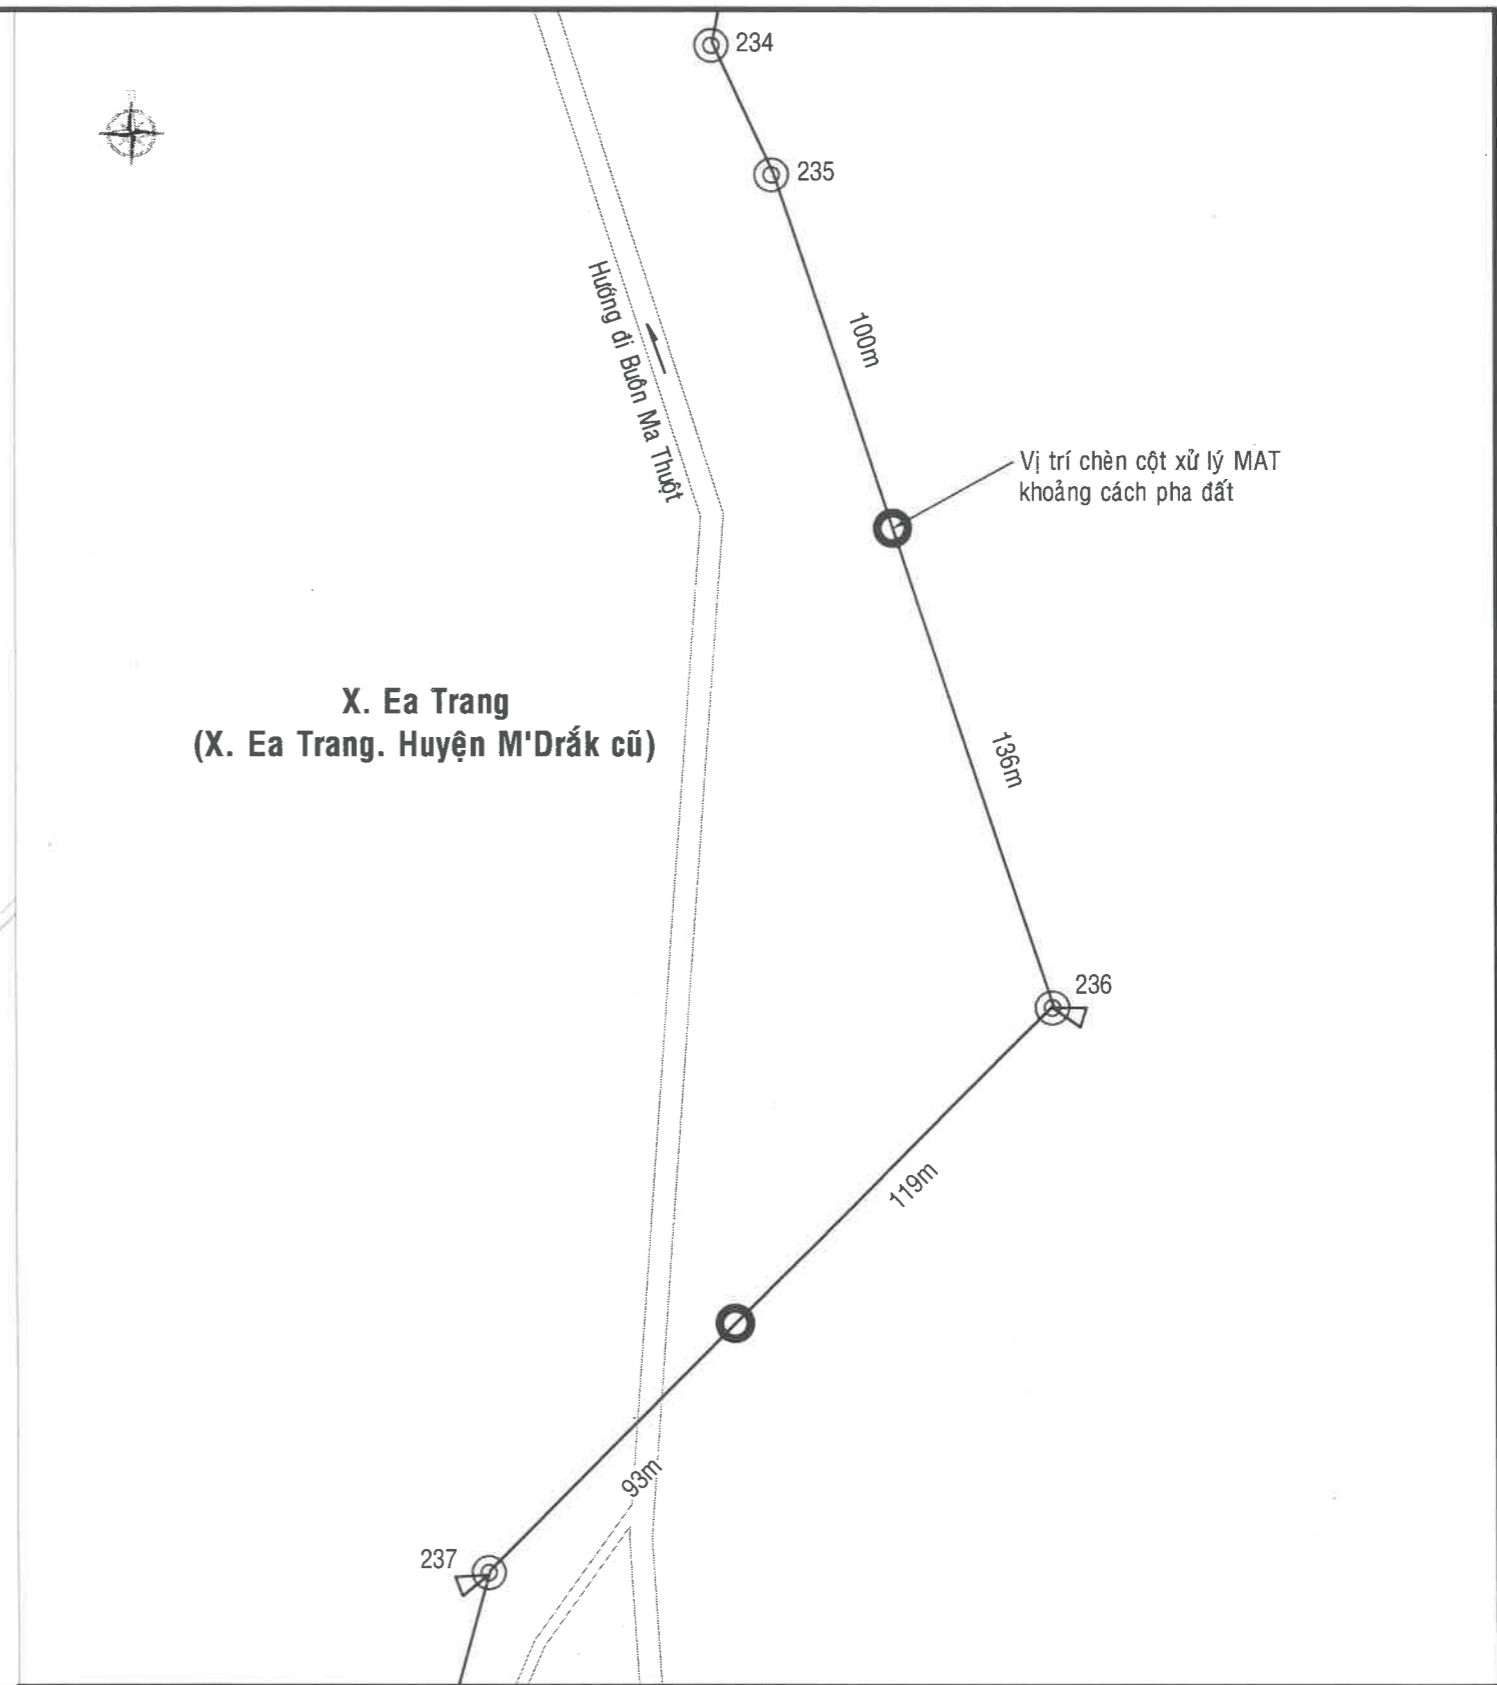 234
235
100m
Hướng đi Buôn Ma Thuột
Vị trí chèn cột xử lý MAT
khoảng cách pha đất
X. Ea Trang
(X. Ea Trang. Huyện M'Drắk cũ)
136m
236
119m
93m
237